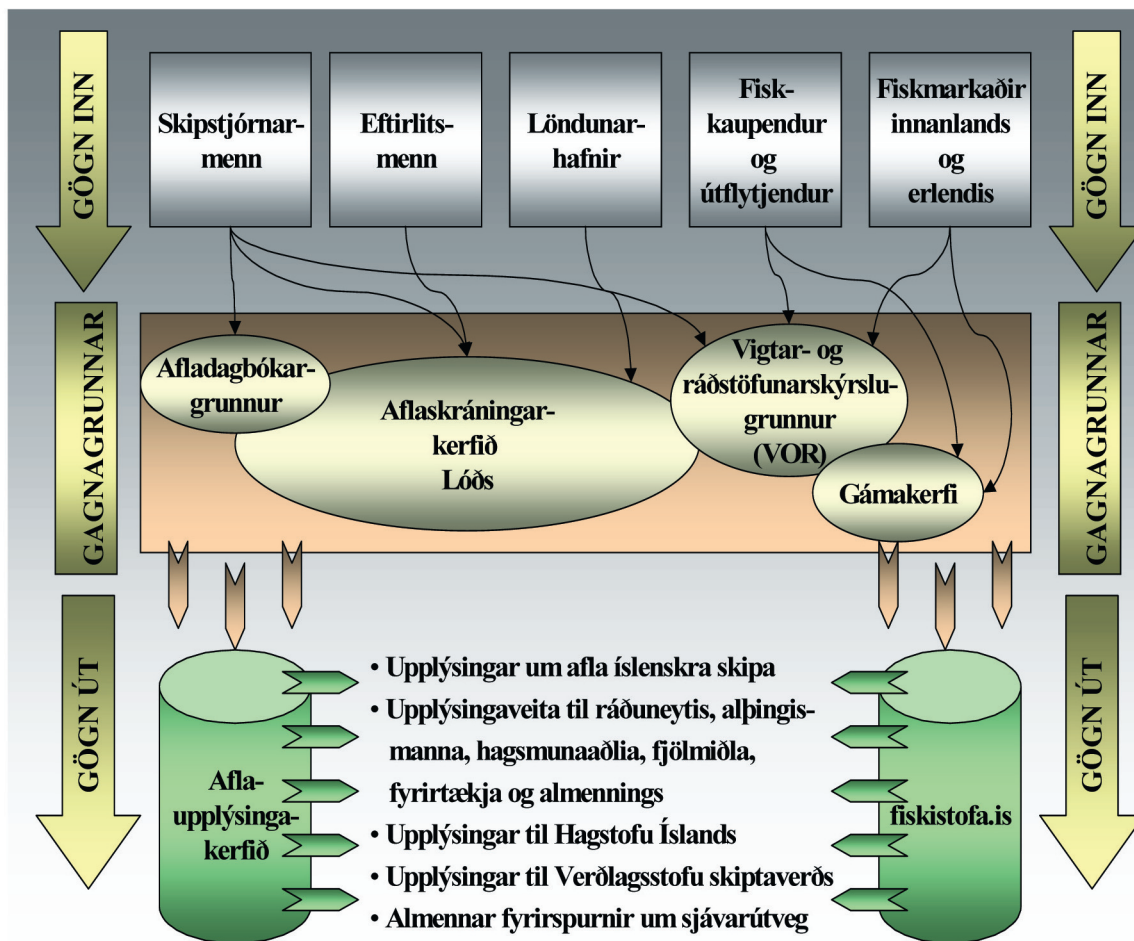 GÖGN INN
Skipstjórnar-
menn
Eftirlits-
menn
Löndunar-
hafnir
Fisk-
kaupendur
og
útflytjendur
Fiskmarkaðir
innanlands
og
erlendis
GÖGN INN
GAGNAGRUNNAR
Afladagbókar-
grunnur
Aflaskráningar-
kerfið
Lóðs
Vigtar- og
ráðstöfunarskýrslu-
grunnur
(VOR)
Gámakerfi
GAGNAGRUNNAR
GÖGN ÚT
Afla-
upplýsinga-
kerfið
• Upplýsingar um afla íslenskra skipa
• Upplýsingaveita til ráðuneytis, alþingis-
manna, hagsmunaaðlia, fjölmiðla,
fyrirtækja og almennings
• Upplýsingar til Hagstofu Íslands
• Upplýsingar til Verðlagsstofu skiptaverðs
• Almennar fyrirspurnir um sjávarútveg
fiskistofa.is
GÖGN ÚT